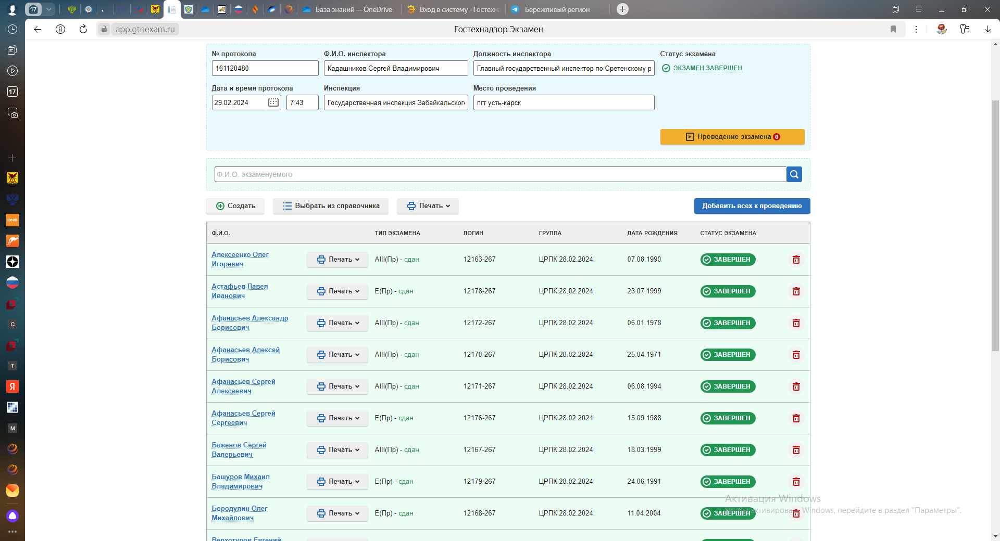 17
База знаний — OneDrive
Вход в систему - Гостехна
Бережливый регион
app.gtnexam.ru
Гостехнадзор Экзамен
№ протокола
Ф.И.О. инспектора
Должность инспектора
Статус экзамена
161120480
Кадашников Сергей Владимирович
Главный государственный инспектор по Сретенскому р
ЭКЗАМЕН ЗАВЕРШЕН
Дата и время протокола
Инспекция
Место проведения
29.02.2024
7:43
Государственная инспекция Забайкальског
пгт усть-карск
Проведение экзамена 0
Ф.И.О. экзаменуемого
Создать
Выбрать из справочника
Печать
Добавить всех к проведению
Ф.И.О.
ТИП ЭКЗАМЕНА
ЛОГИН
ГРУППА
ДАТА РОЖДЕНИЯ
СТАТУС ЭКЗАМЕНА
Алексеенко Олег
Игоревич
Печать
AIII(Пр) - сдан
12163-267
ЦРПК 28.02.2024
07.08.1990
ЗАВЕРШЕН
Астафьев Павел
Иванович
Печать
E(Пр) - сдан
12178-267
ЦРПК 28.02.2024
23.07.1999
ЗАВЕРШЕН
Афанасьев Александр
Борисович
Печать
AIII(Пр) - сдан
12172-267
ЦРПК 28.02.2024
06.01.1978
ЗАВЕРШЕН
Афанасьев Алексей
Борисович
Печать
AIII(Пр) - сдан
12170-267
ЦРПК 28.02.2024
25.04.1971
ЗАВЕРШЕН
Афанасьев Сергей
Алексеевич
Печать
AIII(Пр) - сдан
12171-267
ЦРПК 28.02.2024
06.08.1994
ЗАВЕРШЕН
Афанасьев Сергей
Сергеевич
Печать
E(Пр) - сдан
12176-267
ЦРПК 28.02.2024
15.09.1988
ЗАВЕРШЕН
Баженов Сергей
Валерьевич
Печать
AIII(Пр) - сдан
12167-267
ЦРПК 28.02.2024
18.03.1999
ЗАВЕРШЕН
Башуров Михаил
Владимирович
Печать
E(Пр) - сдан
12179-267
ЦРПК 28.02.2024
24.06.1991
ЗАВЕРШЕН
Бородулин Олег
Михайлович
Печать
E(Пр) - сдан
12168-267
ЦРПК 28.02.2024
11.04.2004
ЗАВЕРШЕН
Верхотуров Евгений
Активация Windows
Чтобы активировать Windows, перейдите в раздел "Параметры".
17
DNS
C
T
Я
M